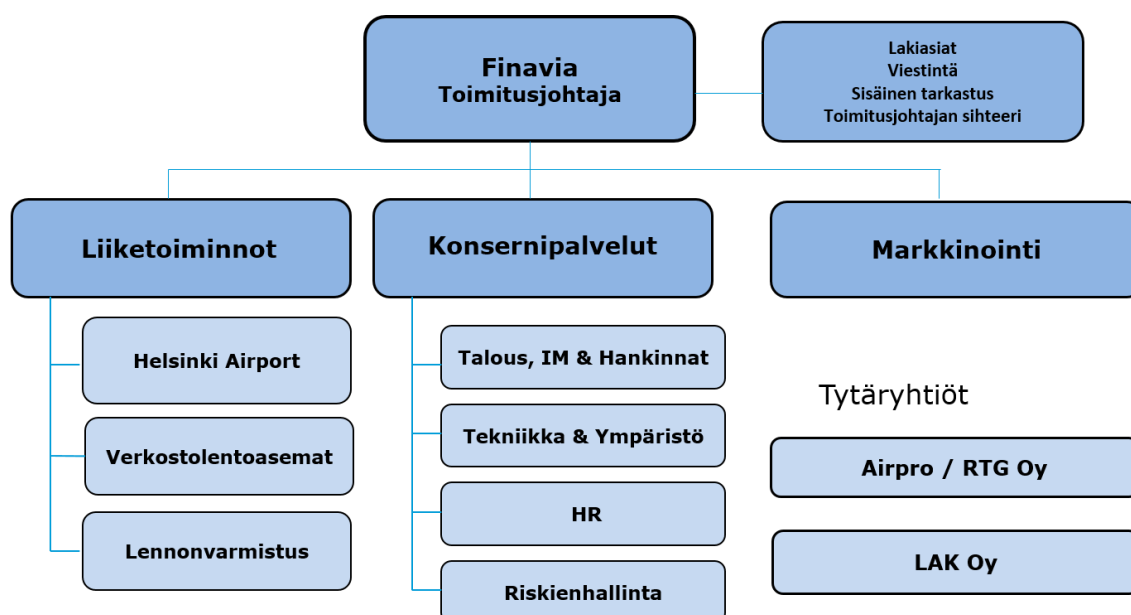 Finavia
Toimitusjohtaja
Lakiasiat
Viestintä
Sisäinen tarkastus
Toimitusjohtajan sihteeri
Liiketoiminnot
Helsinki Airport
Verkostolentoasemat
Lennonvarmistus
Konsernipalvelut
Talous, IM & Hankinnat
Tekniikka & Ympäristö
HR
Riskienhallinta
Markkinointi
Tytäryhtiöt
Airpro / RTG Oy
LAK Oy